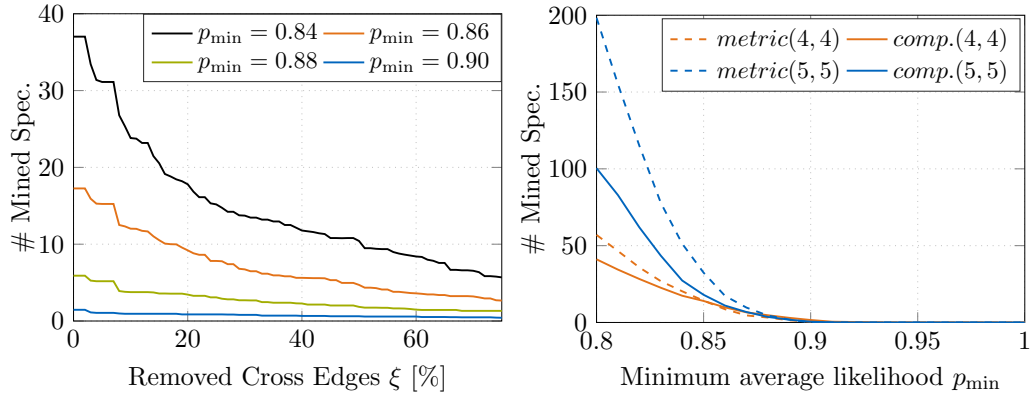 40
30
20
10
0
# Mined Spec.
p_min = 0.84 p_min = 0.86
p_min = 0.88 p_min = 0.90
0 20 40 60
Removed Cross Edges ξ [%]
200
150
100
50
0
# Mined Spec.
metric(4, 4) comp.(4, 4)
metric(5, 5) comp.(5, 5)
0.8 0.85 0.9 0.95 1
Minimum average likelihood p_min